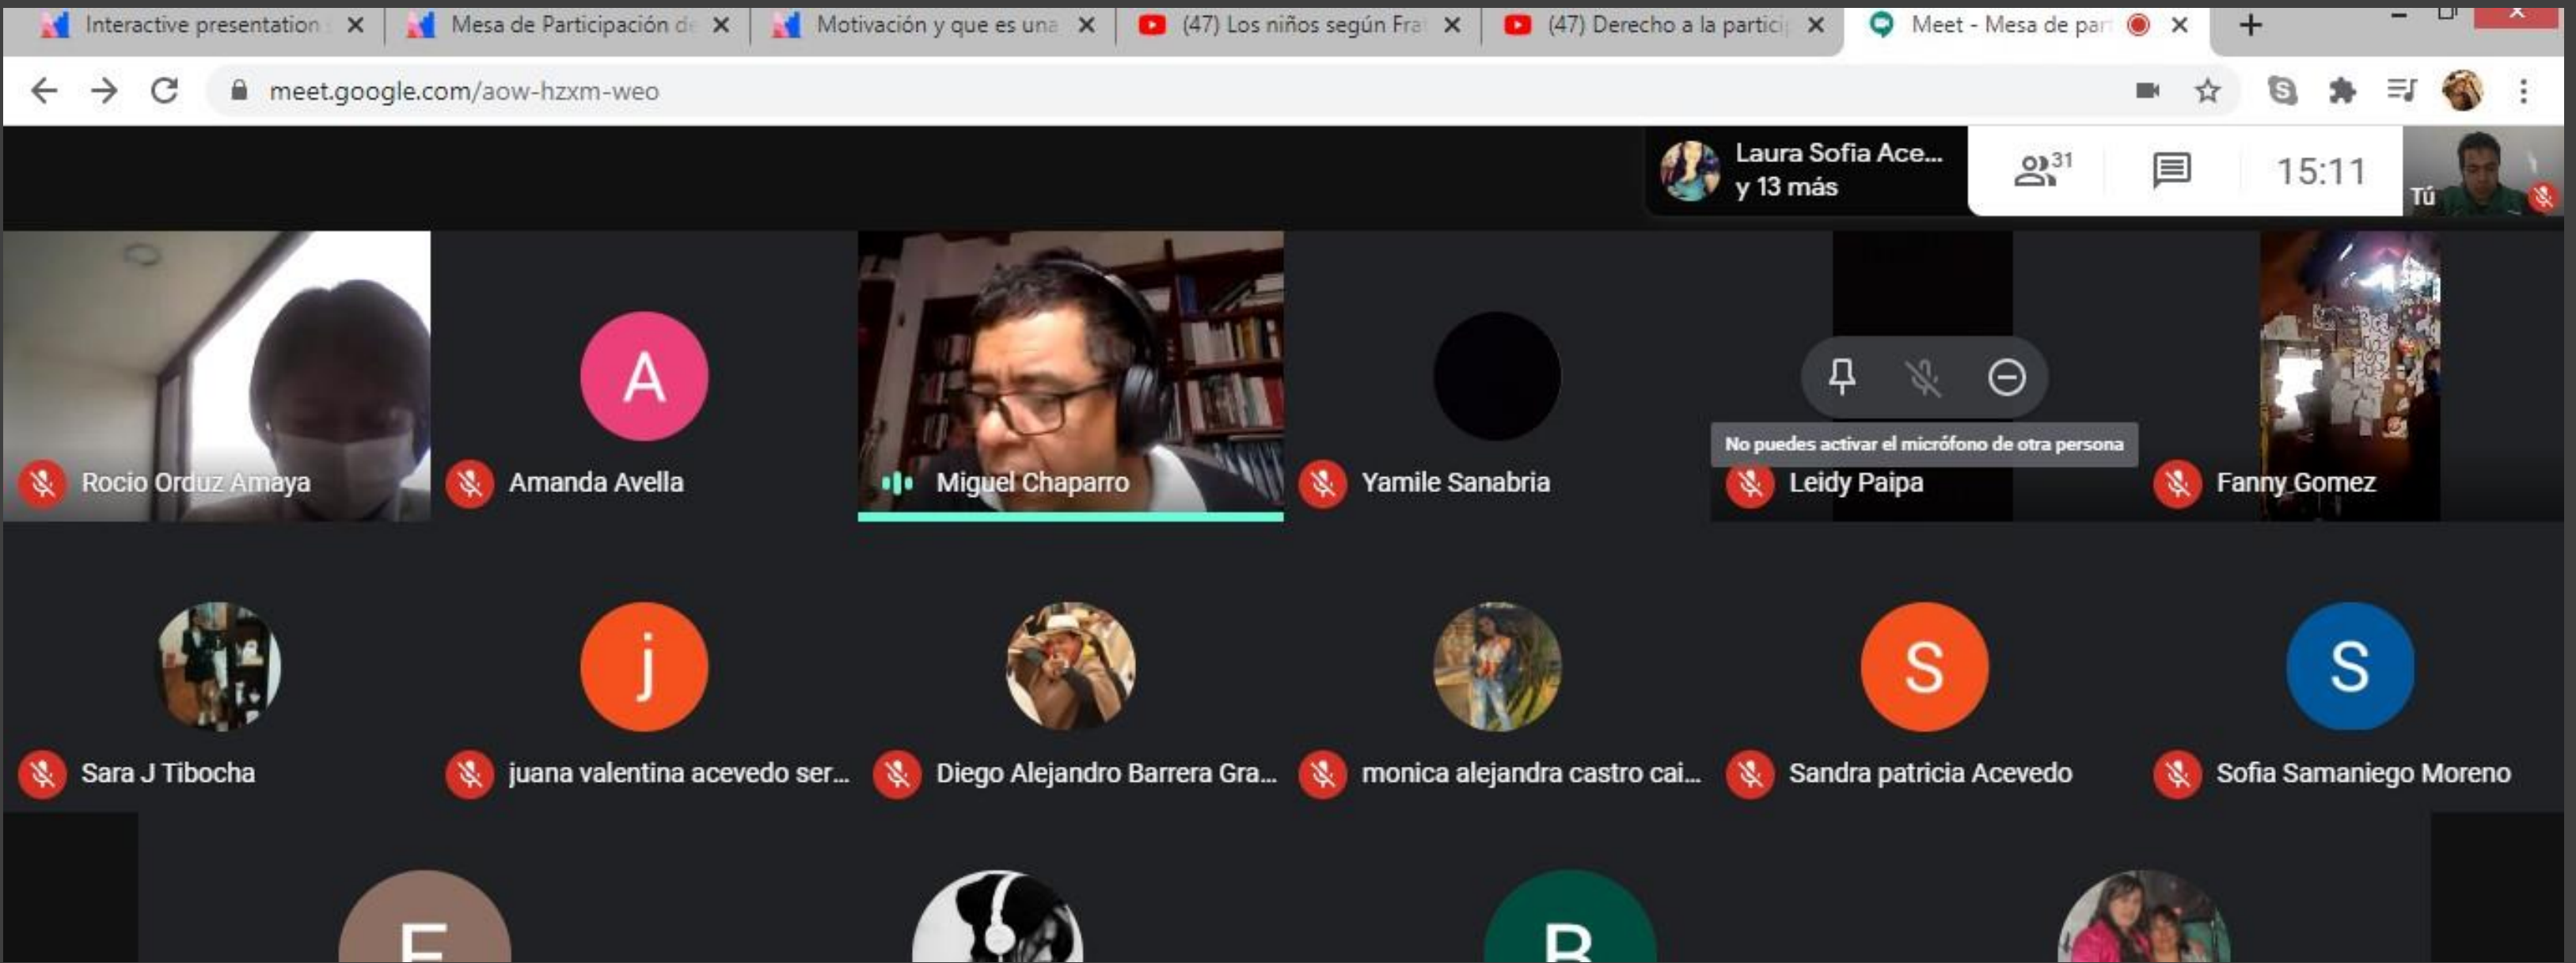 Interactive presentation
Mesa de Participación de
Motivación y que es una
(47) Los niños según Fra
(47) Derecho a la particip
Meet - Mesa de par
meet.google.com/aow-hzxm-weo
Laura Sofia Ace...
y 13 más
31
15:11
Tú
A
No puedes activar el micrófono de otra persona
Rocio Orduz Amaya
Amanda Avella
Miguel Chaparro
Yamile Sanabria
Leidy Paipa
Fanny Gomez
j
S
S
Sara J Tibocha
juana valentina acevedo ser...
Diego Alejandro Barrera Gra...
monica alejandra castro cai...
Sandra patricia Acevedo
Sofia Samaniego Moreno